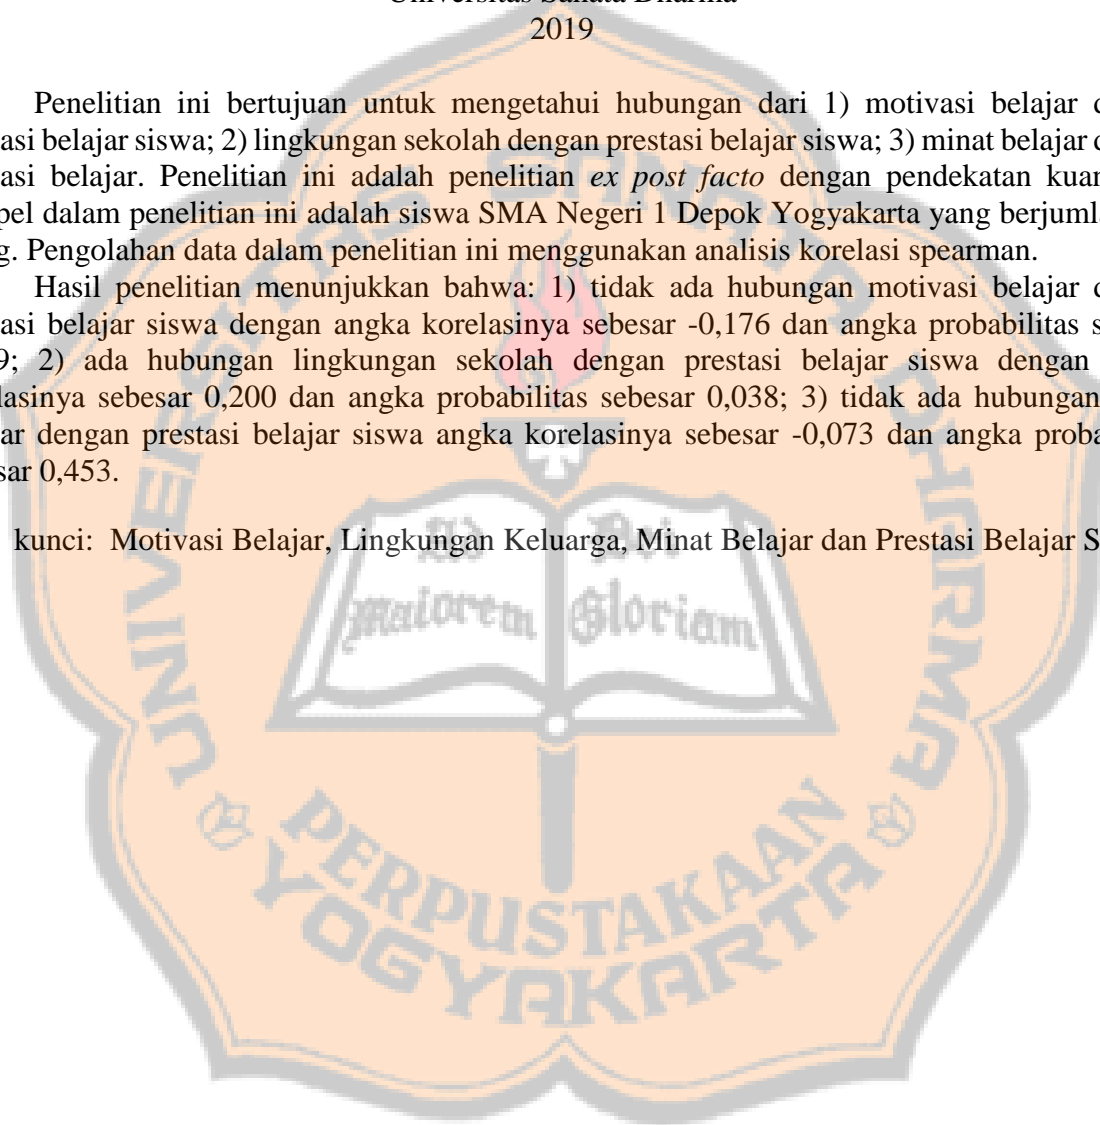 Universitas Sanata Dharma
2019
Penelitian ini bertujuan untuk mengetahui hubungan dari 1) motivasi belajar d
asi belajar siswa; 2) lingkungan sekolah dengan prestasi belajar siswa; 3) minat belajar d
asi belajar. Penelitian ini adalah penelitian ex post facto dengan pendekatan kuan
pel dalam penelitian ini adalah siswa SMA Negeri 1 Depok Yogyakarta yang berjumla
g. Pengolahan data dalam penelitian ini menggunakan analisis korelasi spearman.
Hasil penelitian menunjukkan bahwa: 1) tidak ada hubungan motivasi belajar d
asi belajar siswa dengan angka korelasinya sebesar -0,176 dan angka probabilitas s
9; 2) ada hubungan lingkungan sekolah dengan prestasi belajar siswa dengan
lasinya sebesar 0,200 dan angka probabilitas sebesar 0,038; 3) tidak ada hubungan
ar dengan prestasi belajar siswa angka korelasinya sebesar -0,073 dan angka proba
sar 0,453.
kunci: Motivasi Belajar, Lingkungan Keluarga, Minat Belajar dan Prestasi Belajar S
UNIVERSITAS SANATA DHARMA
Ad Dei
Maiorem Gloriam
PERPUSTAKAAN
YOGYAKARTA